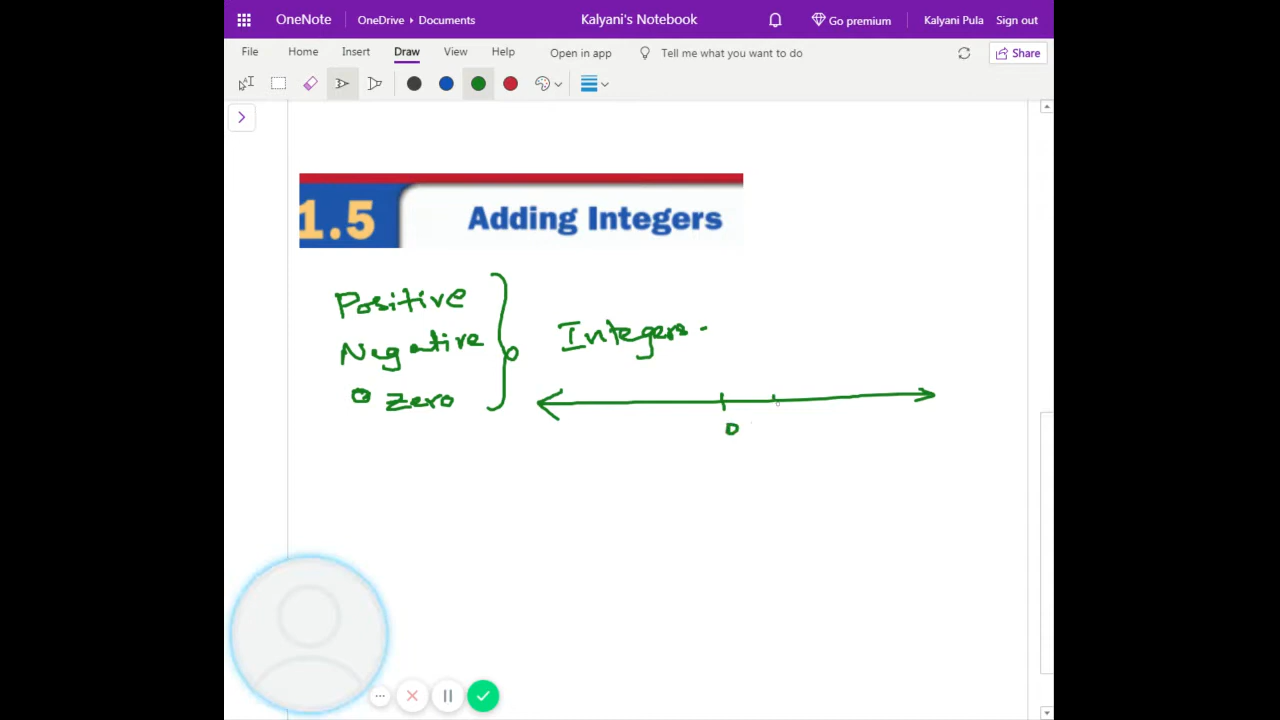 OneNote
OneDrive › Documents
Kalyani's Notebook
Go premium
Kalyani Pula
Sign out
File
Home
Insert
Draw
View
Help
Open in app
Tell me what you want to do
Share
1.5 Adding Integers
Positive
Negative
0 Zero
Integers.
0